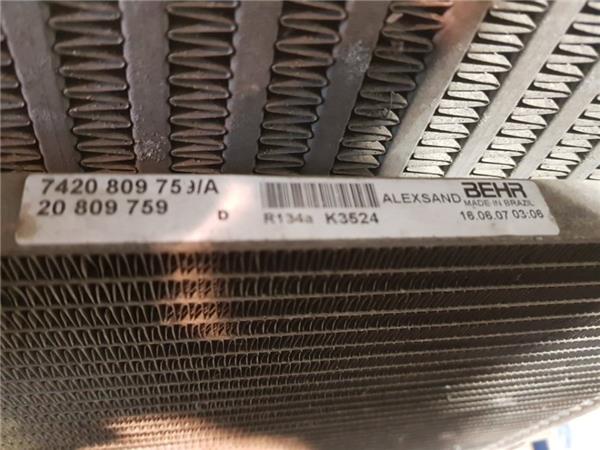 7420 809 759/A
20 809 759 D
R134a K3524
ALEXSAND
BEHR
MADE IN BRAZIL
16.06.07 03:06